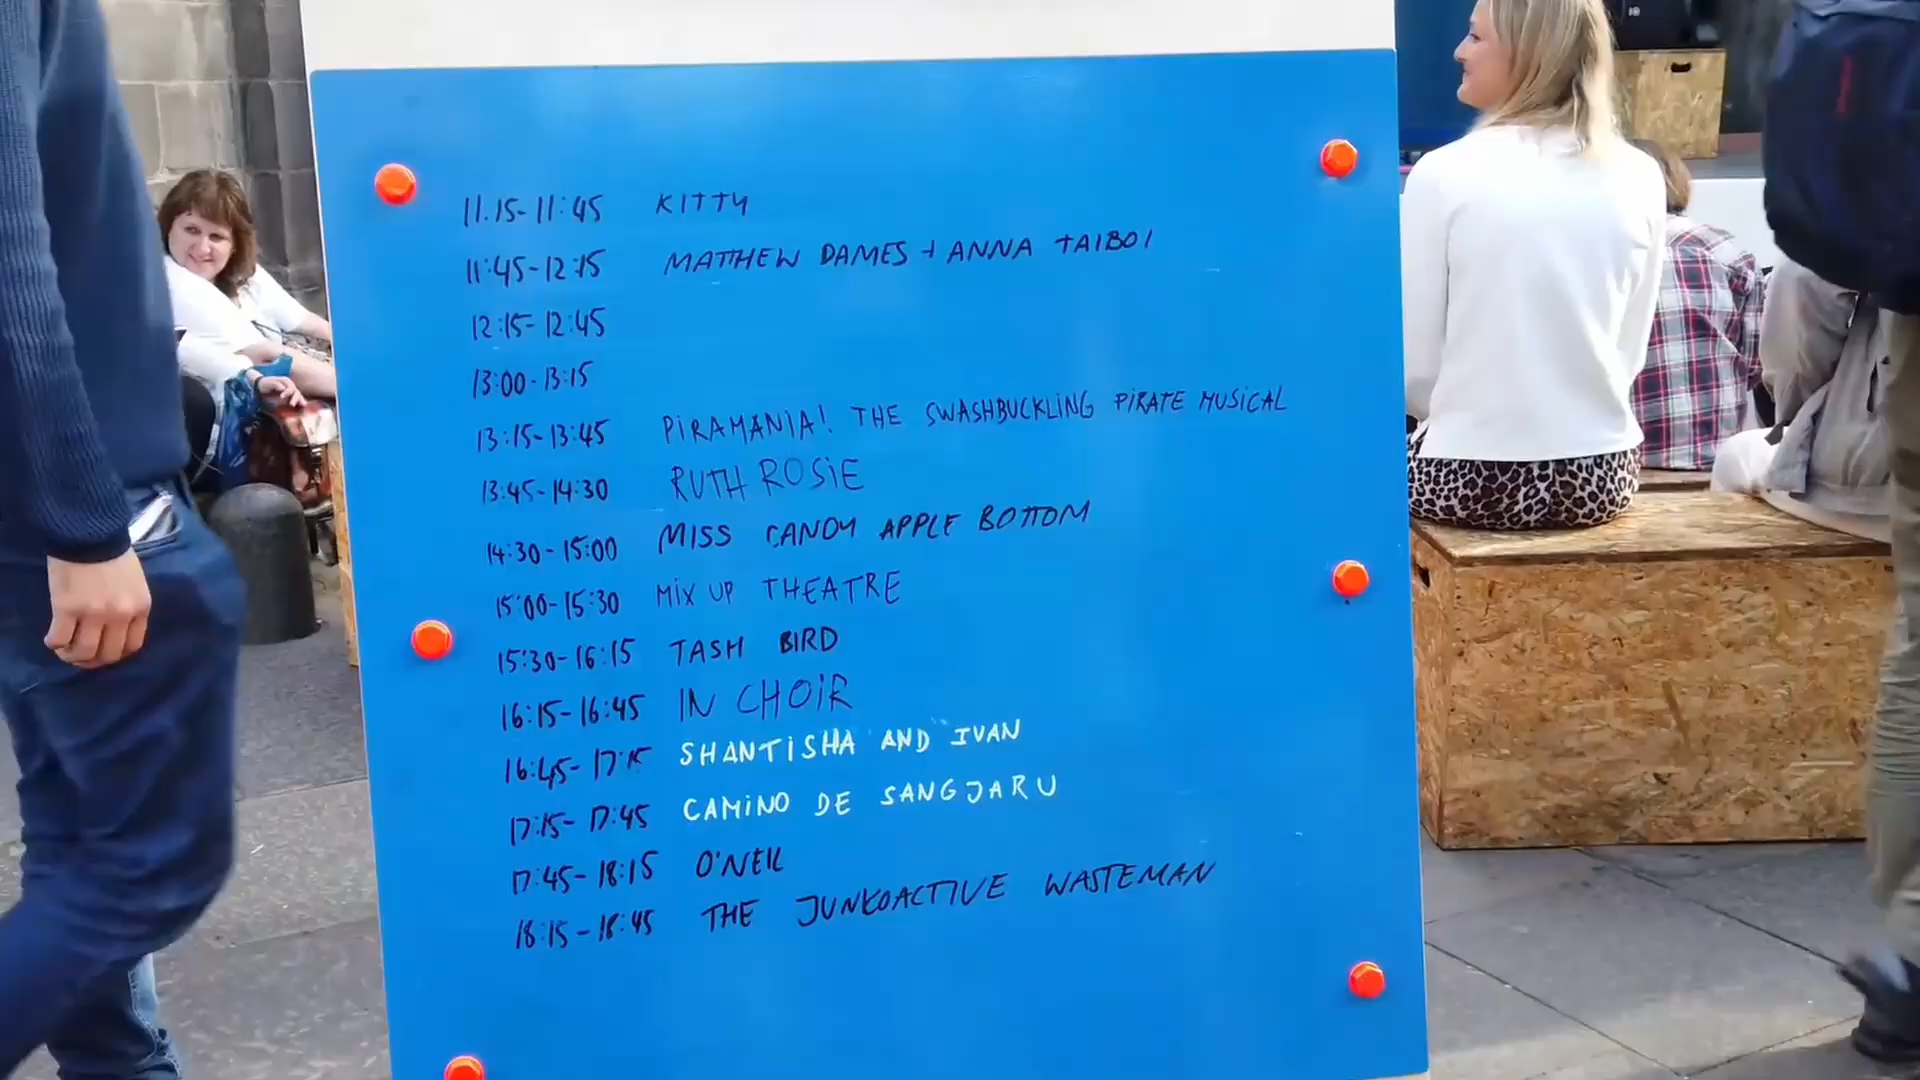 11.15-11:45 KITTY
11:45-12:15 MATTHEW DAMES + ANNA TAIBOI
12:15-12:45
13:00-13:15
13:15-13:45 PIRAMANIA! THE SWASHBUCKLING PIRATE MUSICAL
13:45-14:30 RUTH ROSIE
14:30-15:00 MISS CANDY APPLE BOTTOM
15:00-15:30 MIX UP THEATRE
15:30-16:15 TASH BIRD
16:15-16:45 IN CHOIR
16:45-17:15 SHANTISHA AND IVAN
17:15-17:45 CAMINO DE SANGJARU
17:45-18:15 O'NEIL
18:15-18:45 THE JUNKOACTIVE WASTEMAN